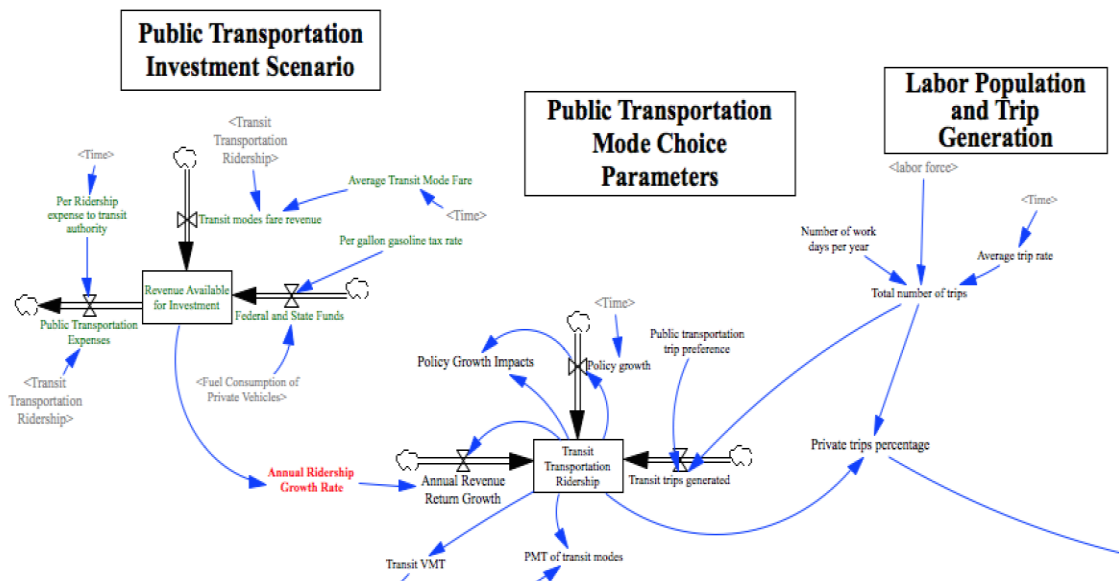 Public Transportation
Investment Scenario
Public Transportation
Mode Choice
Parameters
Labor Population
and Trip
Generation
<Transit
Transportation
Ridership>
<Time>
Per Ridership
expense to transit
authority
Average Transit Mode Fare
<Time>
Transit modes fare revenue
Per gallon gasoline tax rate
Revenue Available
for Investment
Federal and State Funds
Public Transportation
Expenses
<Transit
Transportation
Ridership>
<Fuel Consumption of
Private Vehicles>
Annual Ridership
Growth Rate
<labor force>
<Time>
Number of work
days per year
Average trip rate
Total number of trips
<Time>
Public transportation
trip preference
Policy Growth Impacts
Policy growth
Private trips percentage
Transit
Transportation
Ridership
Annual Revenue
Return Growth
Transit trips generated
Transit VMT
PMT of transit modes